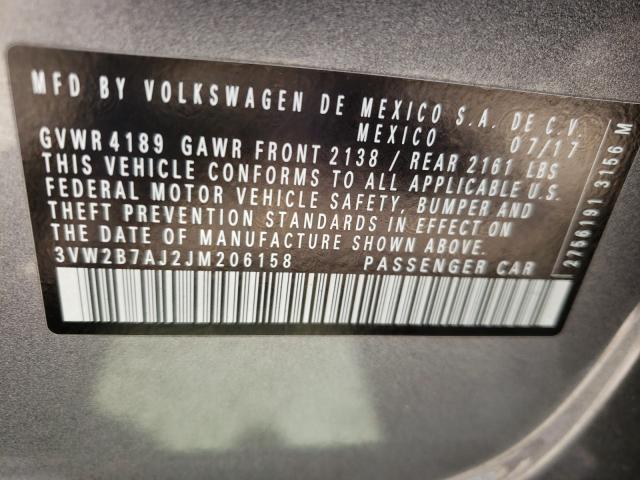 MFD BY VOLKSWAGEN DE MEXICO S.A. DE C.V.
MEXICO 07/17
GVWR 4189 GAWR FRONT 2138 / REAR 2161 LBS
THIS VEHICLE CONFORMS TO ALL APPLICABLE U.S.
FEDERAL MOTOR VEHICLE SAFETY, BUMPER AND
THEFT PREVENTION STANDARDS IN EFFECT ON
THE DATE OF MANUFACTURE SHOWN ABOVE.
3VW2B7AJ2JM206158 PASSENGER CAR
2756191 3156 M